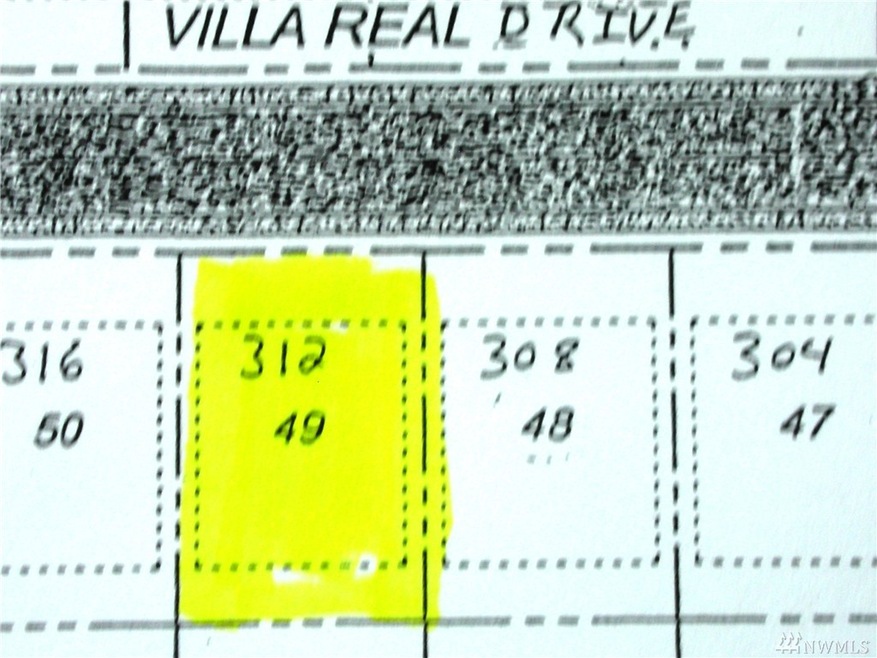 VILLA REAL DRIVE
316 312 308 304
50 49 48 47
NWMLS